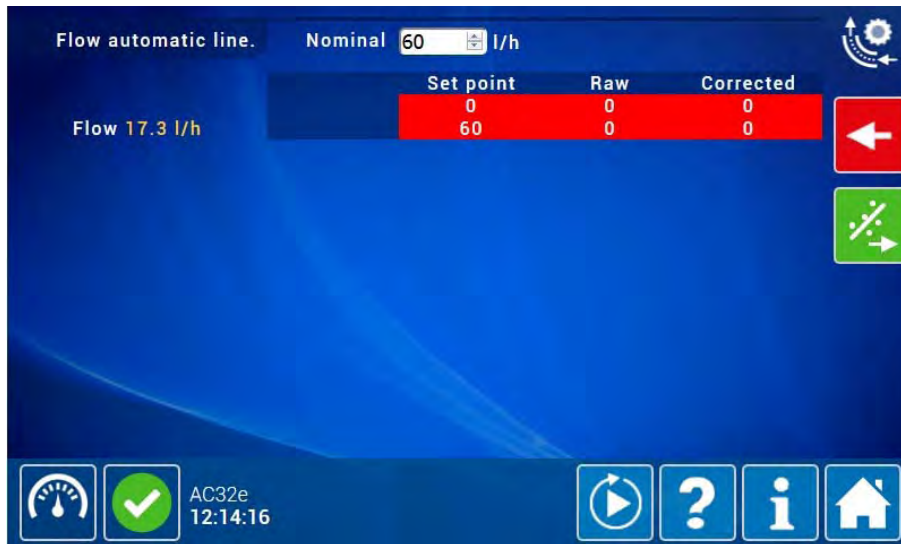 Flow automatic line. Nominal 60 l/h
Set point Raw Corrected
0 0 0
Flow 17.3 l/h 60 0 0
AC32e
12:14:16
? i